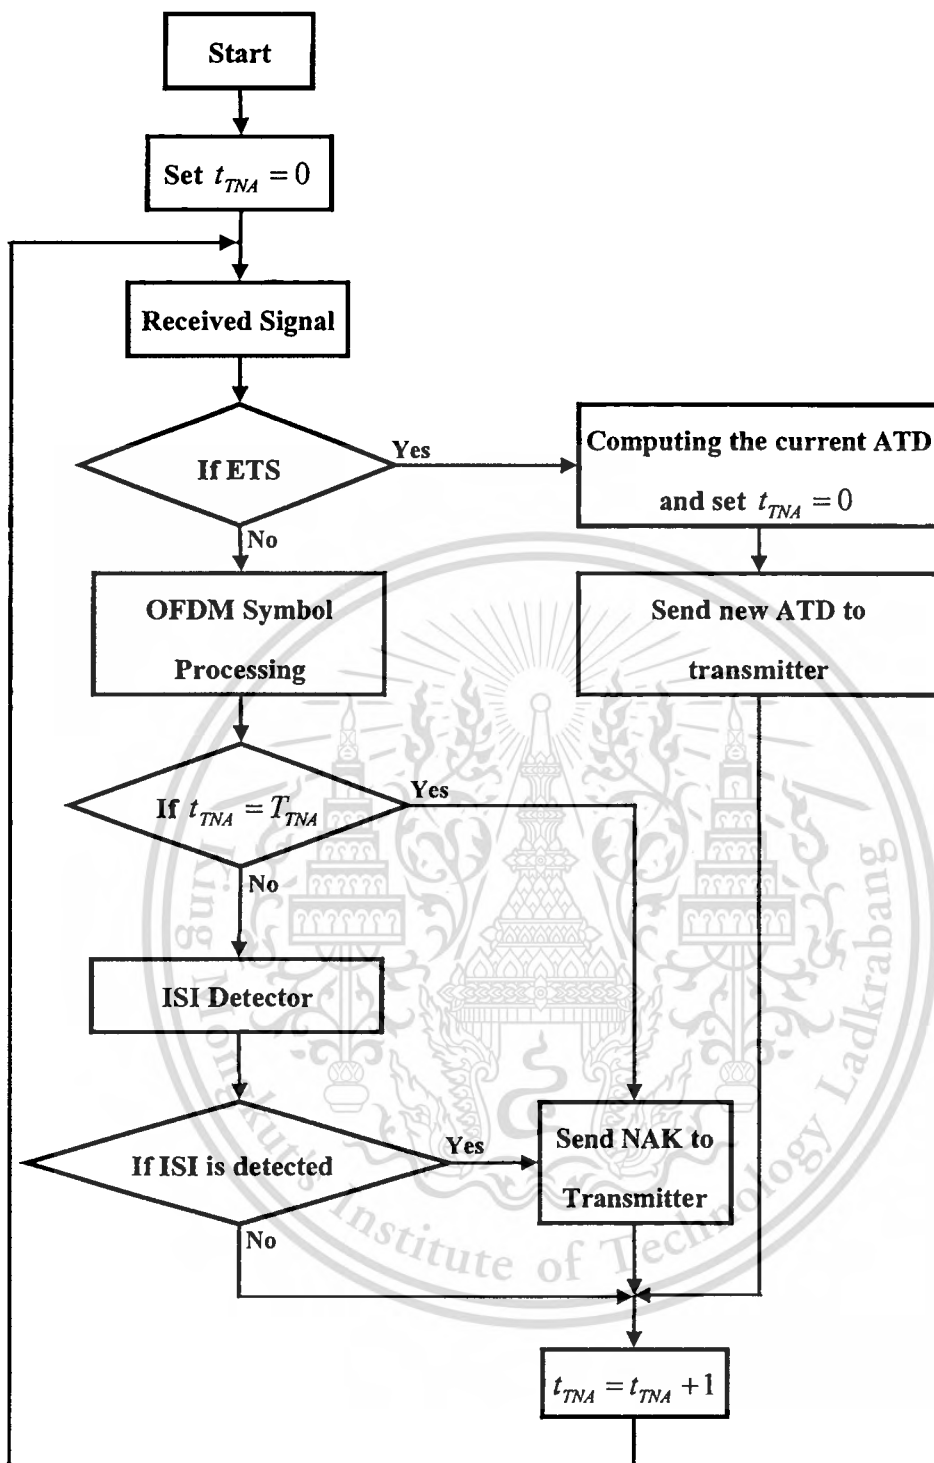 Start
Set t_TNA = 0
Received Signal
If ETS
Yes
No
Computing the current ATD
and set t_TNA = 0
OFDM Symbol
Processing
Send new ATD to
transmitter
If t_TNA = T_TNA
Yes
No
ISI Detector
If ISI is detected
Yes
No
Send NAK to
Transmitter
t_TNA = t_TNA + 1
King Mongkut's Institute of Technology Ladkrabang